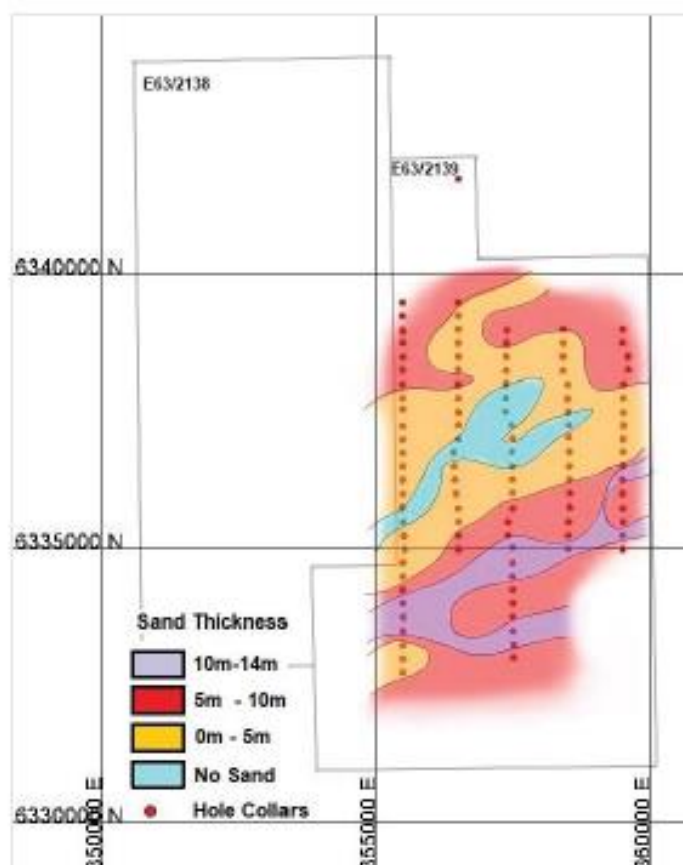 E63/2138
E63/2139
6340000 N
6335000 N
Sand Thickness
10m-14m
5m - 10m
0m - 5m
No Sand
Hole Collars
6330000 N
350000 E
355000 E
360000 E